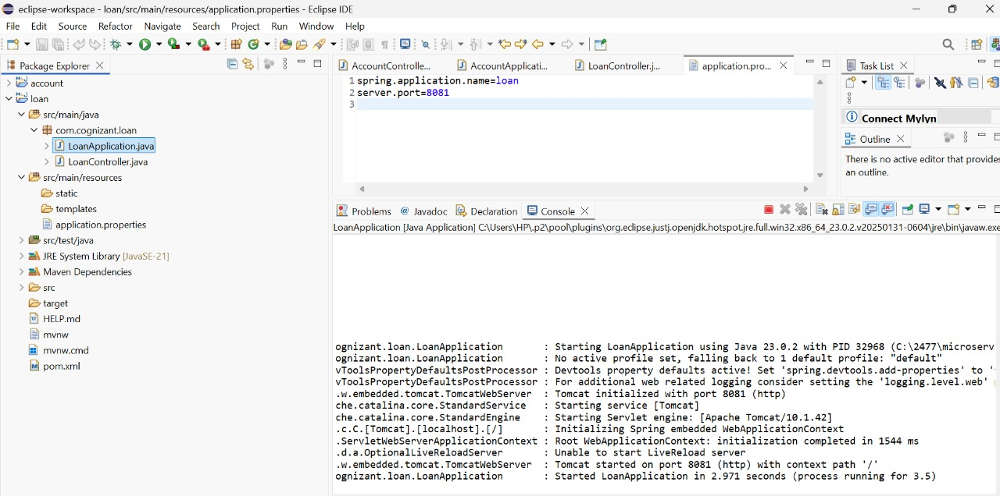 eclipse-workspace - loan/src/main/resources/application.properties - Eclipse IDE
File Edit Source Refactor Navigate Search Project Run Window Help
Package Explorer
account
loan
src/main/java
com.cognizant.loan
LoanApplication.java
LoanController.java
src/main/resources
static
templates
application.properties
src/test/java
JRE System Library [JavaSE-21]
Maven Dependencies
src
target
HELP.md
mvnw
mvnw.cmd
pom.xml
AccountControlle... AccountApplicati... LoanController.j... application.pro...
1 spring.application.name=loan
2 server.port=8081
3
Task List
Connect Mylyn
Outline
There is no active editor that provides
an outline.
Problems @ Javadoc Declaration Console
LoanApplication [Java Application] C:\Users\HP\.p2\pool\plugins\org.eclipse.justj.openjdk.hotspot.jre.full.win32.x86_64_23.0.2.v20250131-0604\jre\bin\javaw.exe
ognizant.loan.LoanApplication : Starting LoanApplication using Java 23.0.2 with PID 32968 (C:\2477\microserv
ognizant.loan.LoanApplication : No active profile set, falling back to 1 default profile: "default"
vToolsPropertyDefaultsPostProcessor : Devtools property defaults active! Set 'spring.devtools.add-properties' to '
vToolsPropertyDefaultsPostProcessor : For additional web related logging consider setting the 'logging.level.web'
.w.embedded.tomcat.TomcatWebServer : Tomcat initialized with port 8081 (http)
che.catalina.core.StandardService : Starting service [Tomcat]
che.catalina.core.StandardEngine : Starting Servlet engine: [Apache Tomcat/10.1.42]
.c.C.[Tomcat].[localhost].[/] : Initializing Spring embedded WebApplicationContext
.ServletWebServerApplicationContext : Root WebApplicationContext: initialization completed in 1544 ms
.d.a.OptionalLiveReloadServer : Unable to start LiveReload server
.w.embedded.tomcat.TomcatWebServer : Tomcat started on port 8081 (http) with context path '/'
ognizant.loan.LoanApplication : Started LoanApplication in 2.971 seconds (process running for 3.5)